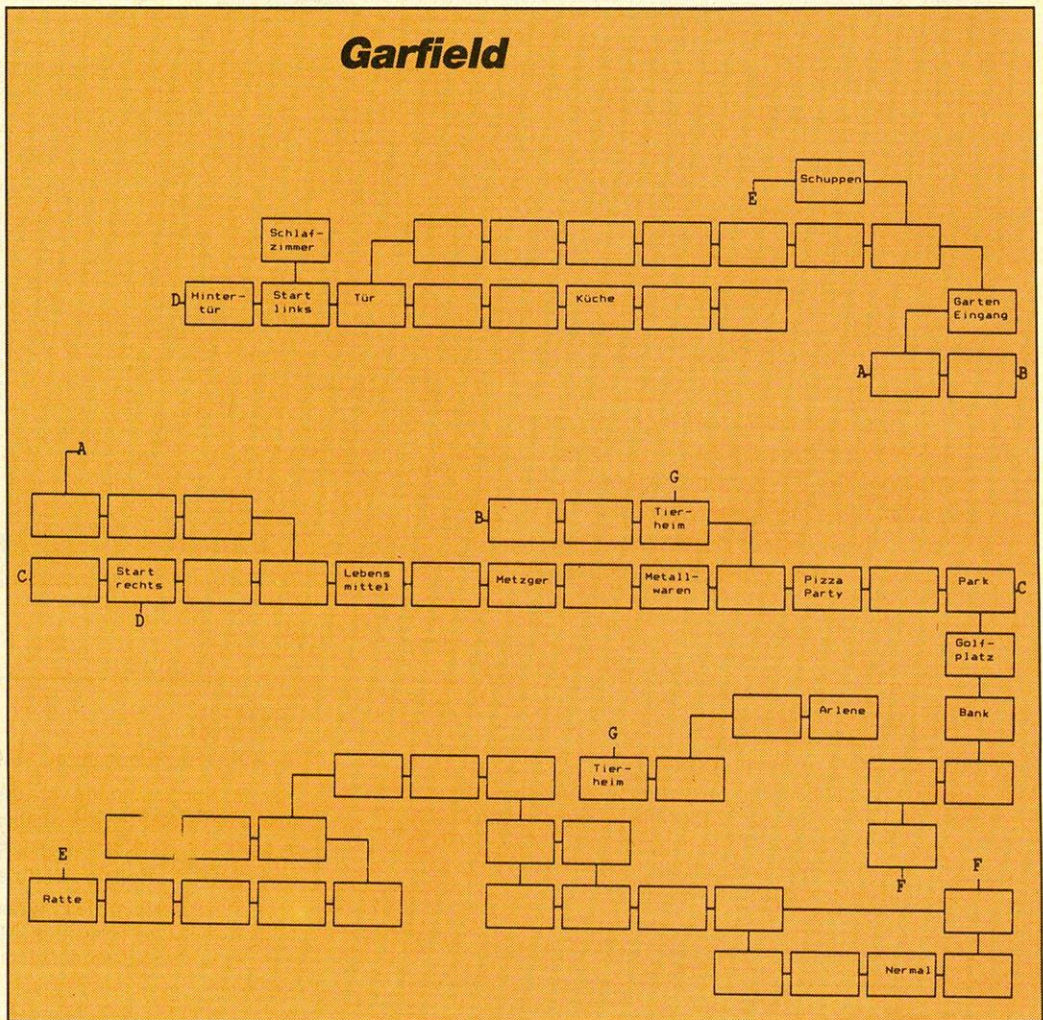 Garfield
Schuppen
E
Schlaf-
zimmer
D
Hinter-
tür
Start
links
Tür
Küche
Garten
Eingang
A
B
A
G
B
Tier-
heim
C
Start
rechts
Lebens
mittel
Metzger
Metall-
waren
Pizza
Party
Park
C
D
Golf-
platz
Arlene
Bank
G
Tier-
heim
E
F
F
Ratte
Nermal